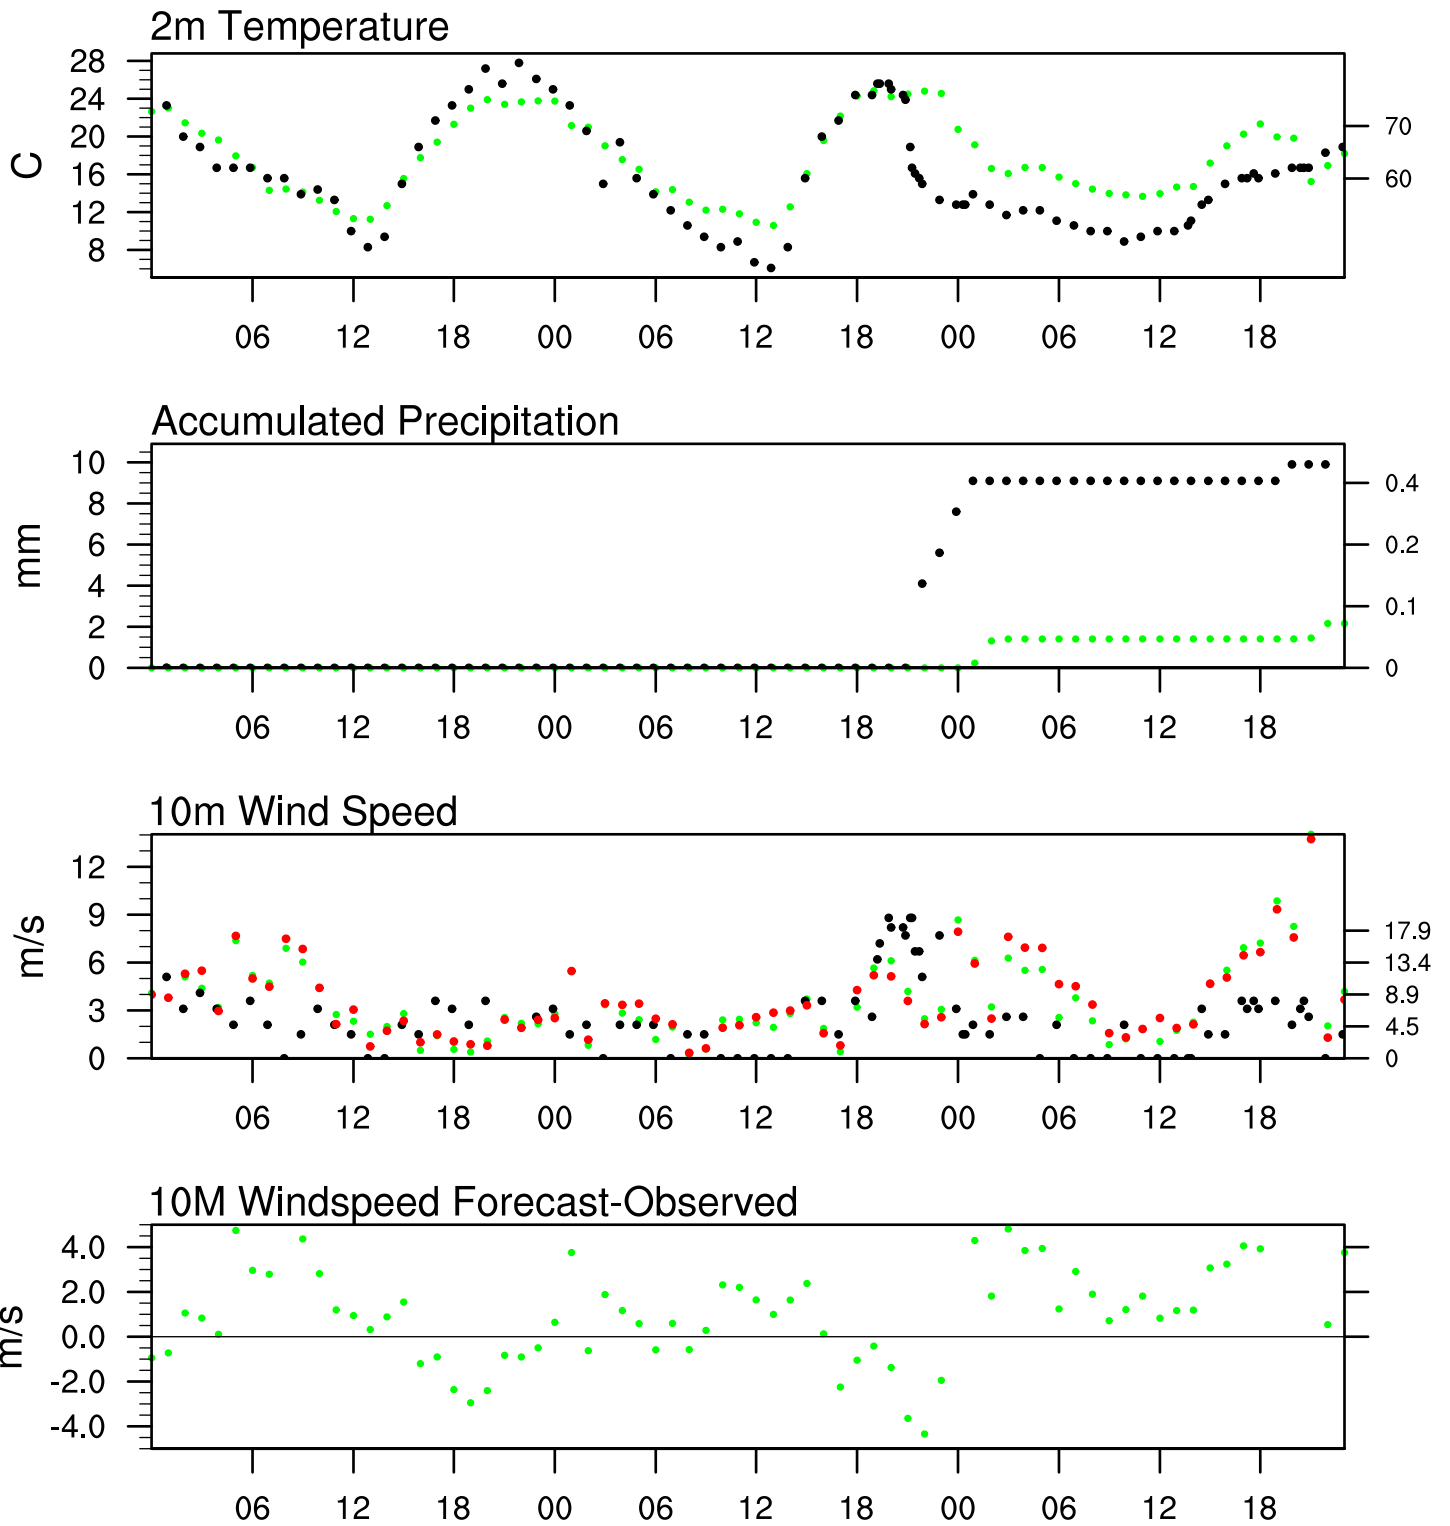 2m Temperature
28
24
20
16
12
8
C
70
60
06 12 18 00 06 12 18 00 06 12 18
Accumulated Precipitation
10
8
6
4
2
0
mm
0.4
0.2
0.1
0
06 12 18 00 06 12 18 00 06 12 18
10m Wind Speed
12
9
6
3
0
m/s
17.9
13.4
8.9
4.5
0
06 12 18 00 06 12 18 00 06 12 18
10M Windspeed Forecast-Observed
4.0
2.0
0.0
-2.0
-4.0
m/s
06 12 18 00 06 12 18 00 06 12 18